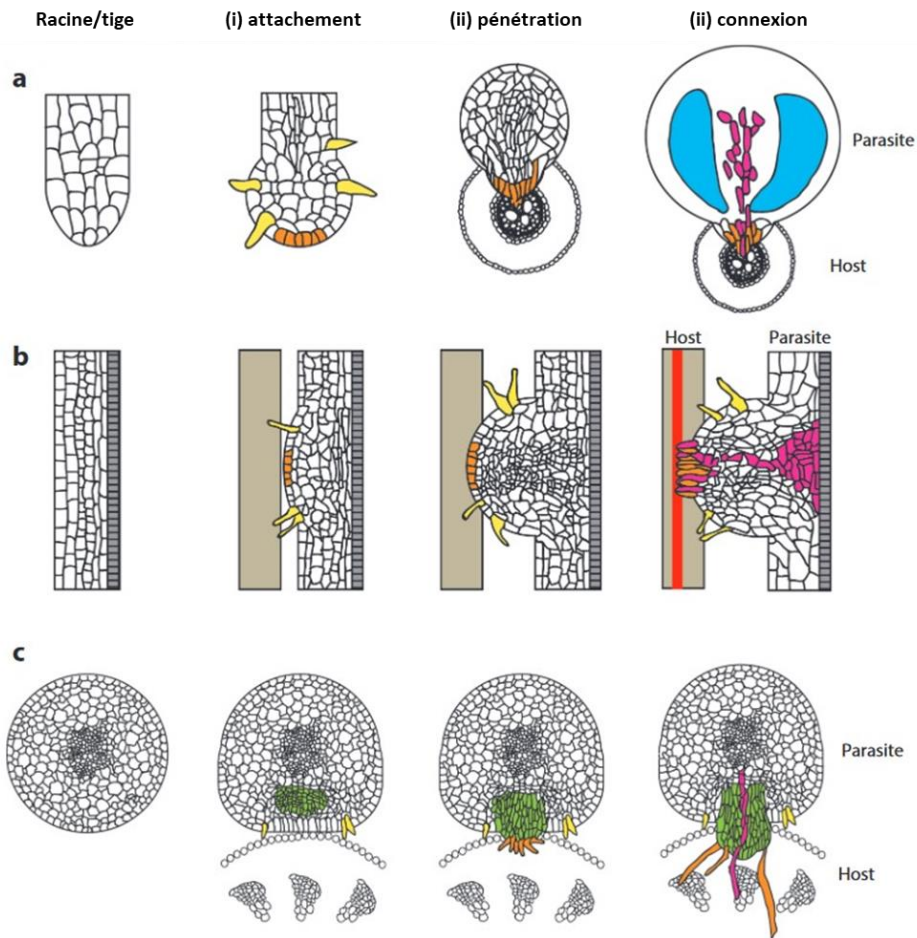 Racine/tige (i) attachement (ii) pénétration (ii) connexion
a
Parasite
Host
b
Host Parasite
c
Parasite
Host